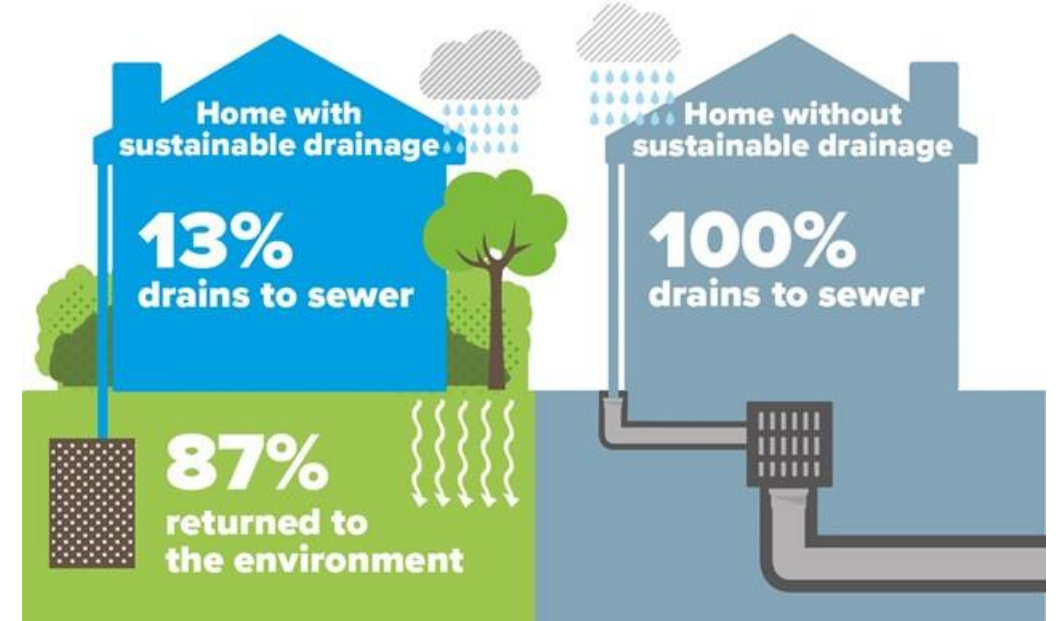 Home with
sustainable drainage
13%
drains to sewer
87%
returned to
the environment
Home without
sustainable drainage
100%
drains to sewer